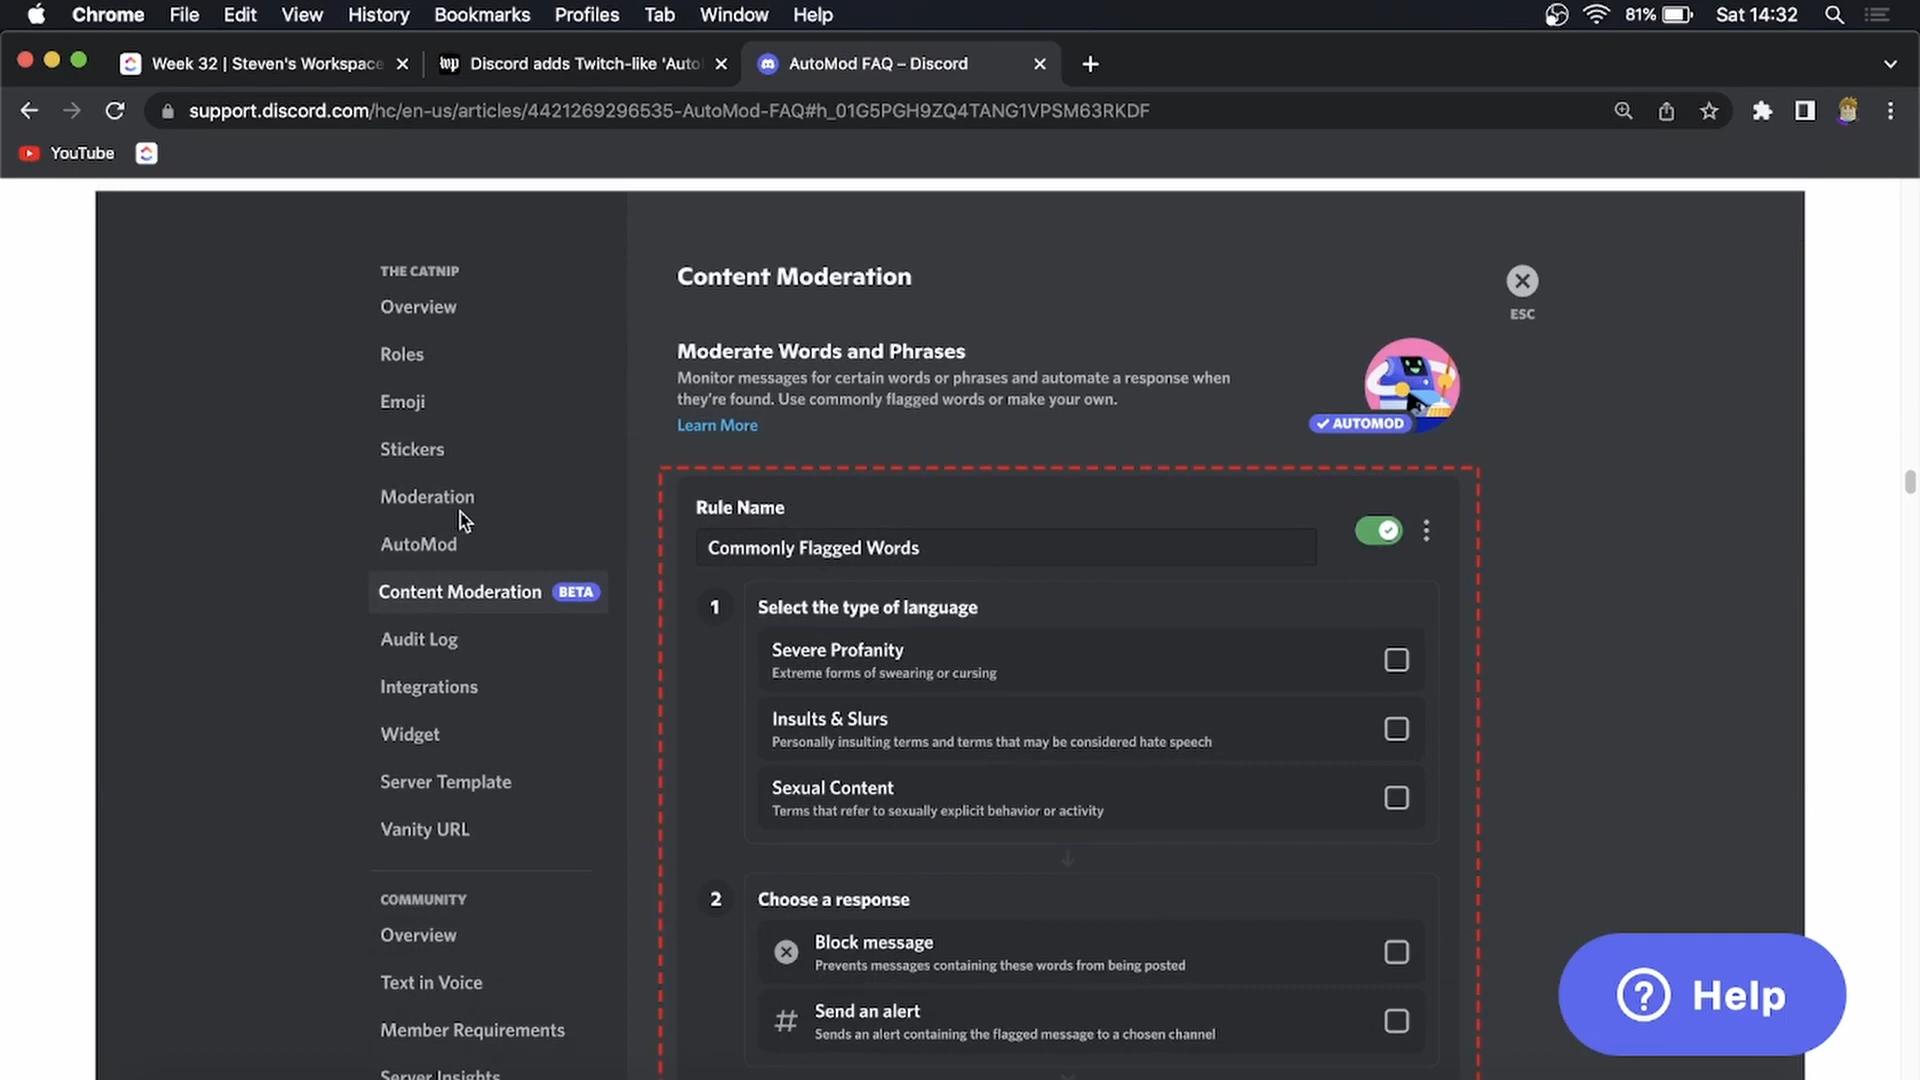 Chrome File Edit View History Bookmarks Profiles Tab Window Help 81% Sat 14:32
Week 32 | Steven's Workspace wp Discord adds Twitch-like 'Auto AutoMod FAQ – Discord
support.discord.com/hc/en-us/articles/4421269296535-AutoMod-FAQ#h_01G5PGH9ZQ4TANG1VPSM63RKDF
YouTube
THE CATNIP
Overview
Roles
Emoji
Stickers
Moderation
AutoMod
Content Moderation BETA
Audit Log
Integrations
Widget
Server Template
Vanity URL
COMMUNITY
Overview
Text in Voice
Member Requirements
Server Insights
Content Moderation
ESC
Moderate Words and Phrases
Monitor messages for certain words or phrases and automate a response when
they're found. Use commonly flagged words or make your own.
Learn More
AUTOMOD
Rule Name
Commonly Flagged Words
1 Select the type of language
Severe Profanity
Extreme forms of swearing or cursing
Insults & Slurs
Personally insulting terms and terms that may be considered hate speech
Sexual Content
Terms that refer to sexually explicit behavior or activity
2 Choose a response
Block message
Prevents messages containing these words from being posted
Send an alert
Sends an alert containing the flagged message to a chosen channel
Help